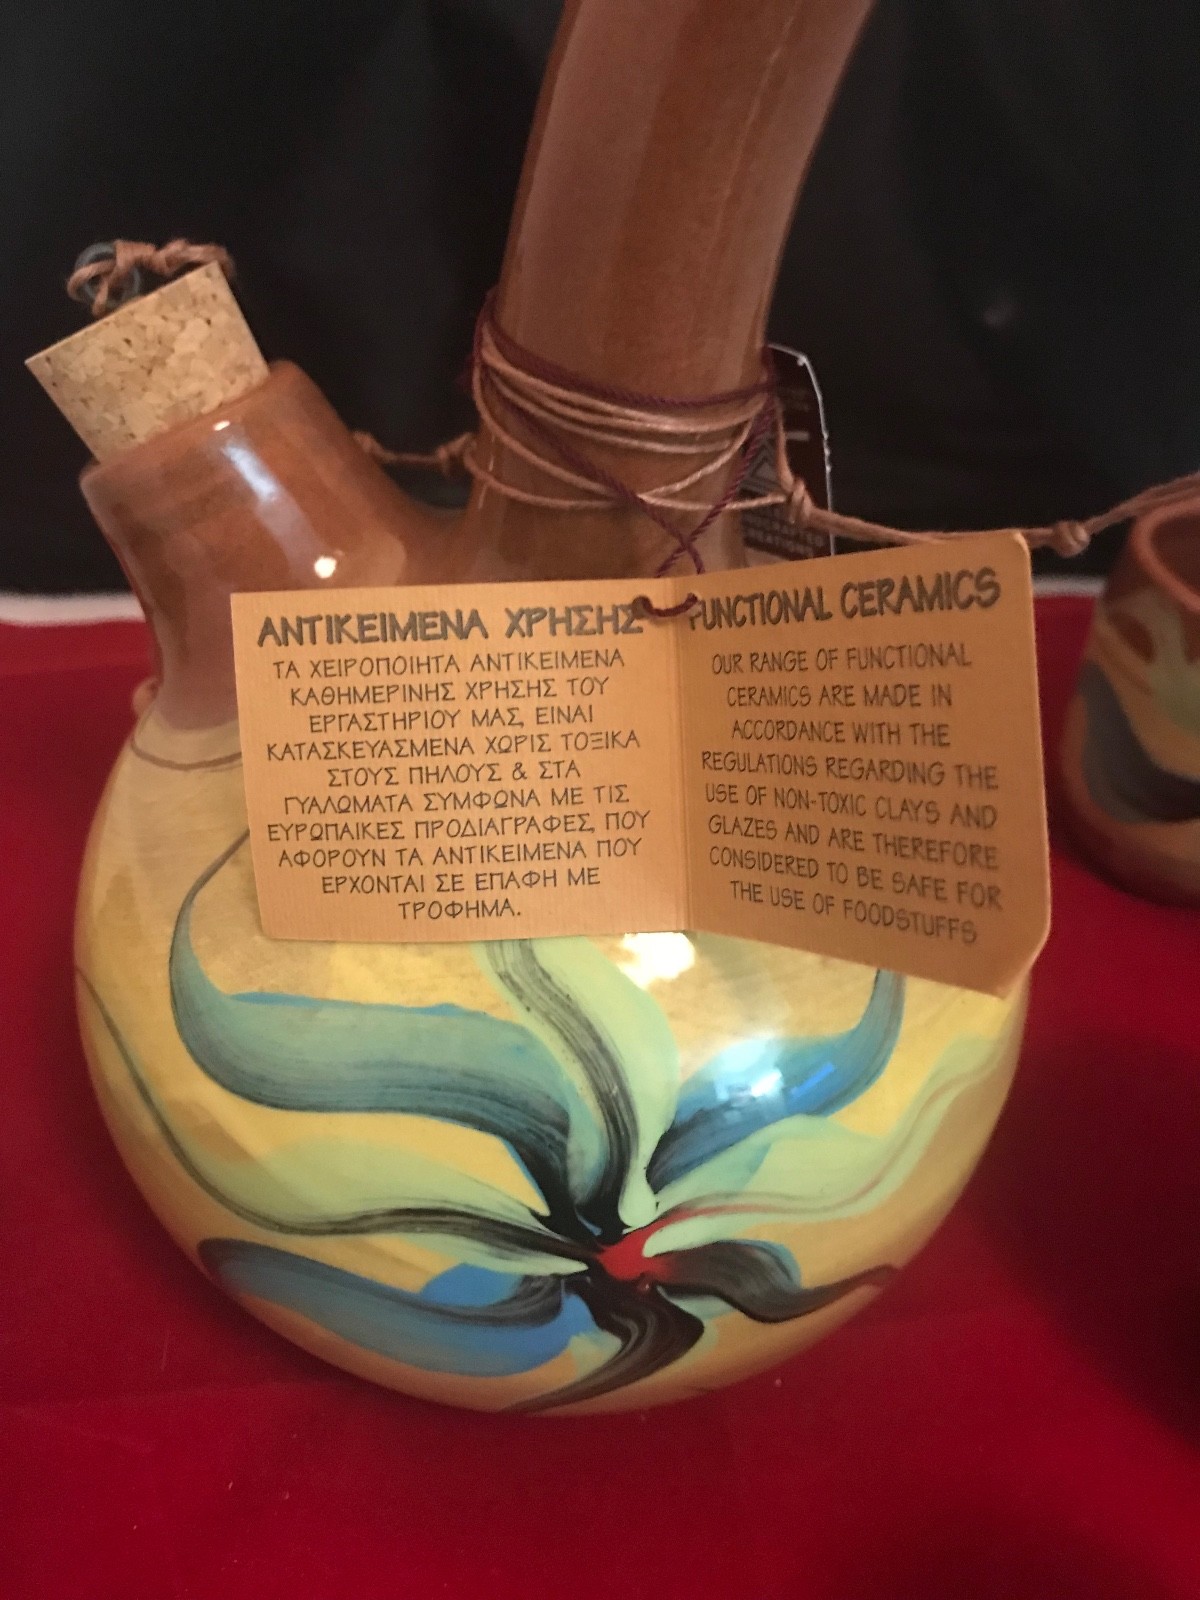 ΑΝΤΙΚΕΙΜΕΝΑ ΧΡΗΣΗΣ
ΤΑ ΧΕΙΡΟΠΟΙΗΤΑ ΑΝΤΙΚΕΙΜΕΝΑ
ΚΑΘΗΜΕΡΙΝΗΣ ΧΡΗΣΗΣ ΤΟΥ
ΕΡΓΑΣΤΗΡΙΟΥ ΜΑΣ, ΕΙΝΑΙ
ΚΑΤΑΣΚΕΥΑΣΜΕΝΑ ΧΩΡΙΣ ΤΟΞΙΚΑ
ΣΤΟΥΣ ΠΗΛΟΥΣ & ΣΤΑ
ΓΥΑΛΩΜΑΤΑ ΣΥΜΦΩΝΑ ΜΕ ΤΙΣ
ΕΥΡΩΠΑΙΚΕΣ ΠΡΟΔΙΑΓΡΑΦΕΣ, ΠΟΥ
ΑΦΟΡΟΥΝ ΤΑ ΑΝΤΙΚΕΙΜΕΝΑ ΠΟΥ
ΕΡΧΟΝΤΑΙ ΣΕ ΕΠΑΦΗ ΜΕ
ΤΡΟΦΗΜΑ.
FUNCTIONAL CERAMICS
OUR RANGE OF FUNCTIONAL
CERAMICS ARE MADE IN
ACCORDANCE WITH THE
REGULATIONS REGARDING THE
USE OF NON-TOXIC CLAYS AND
GLAZES AND ARE THEREFORE
CONSIDERED TO BE SAFE FOR
THE USE OF FOODSTUFFS